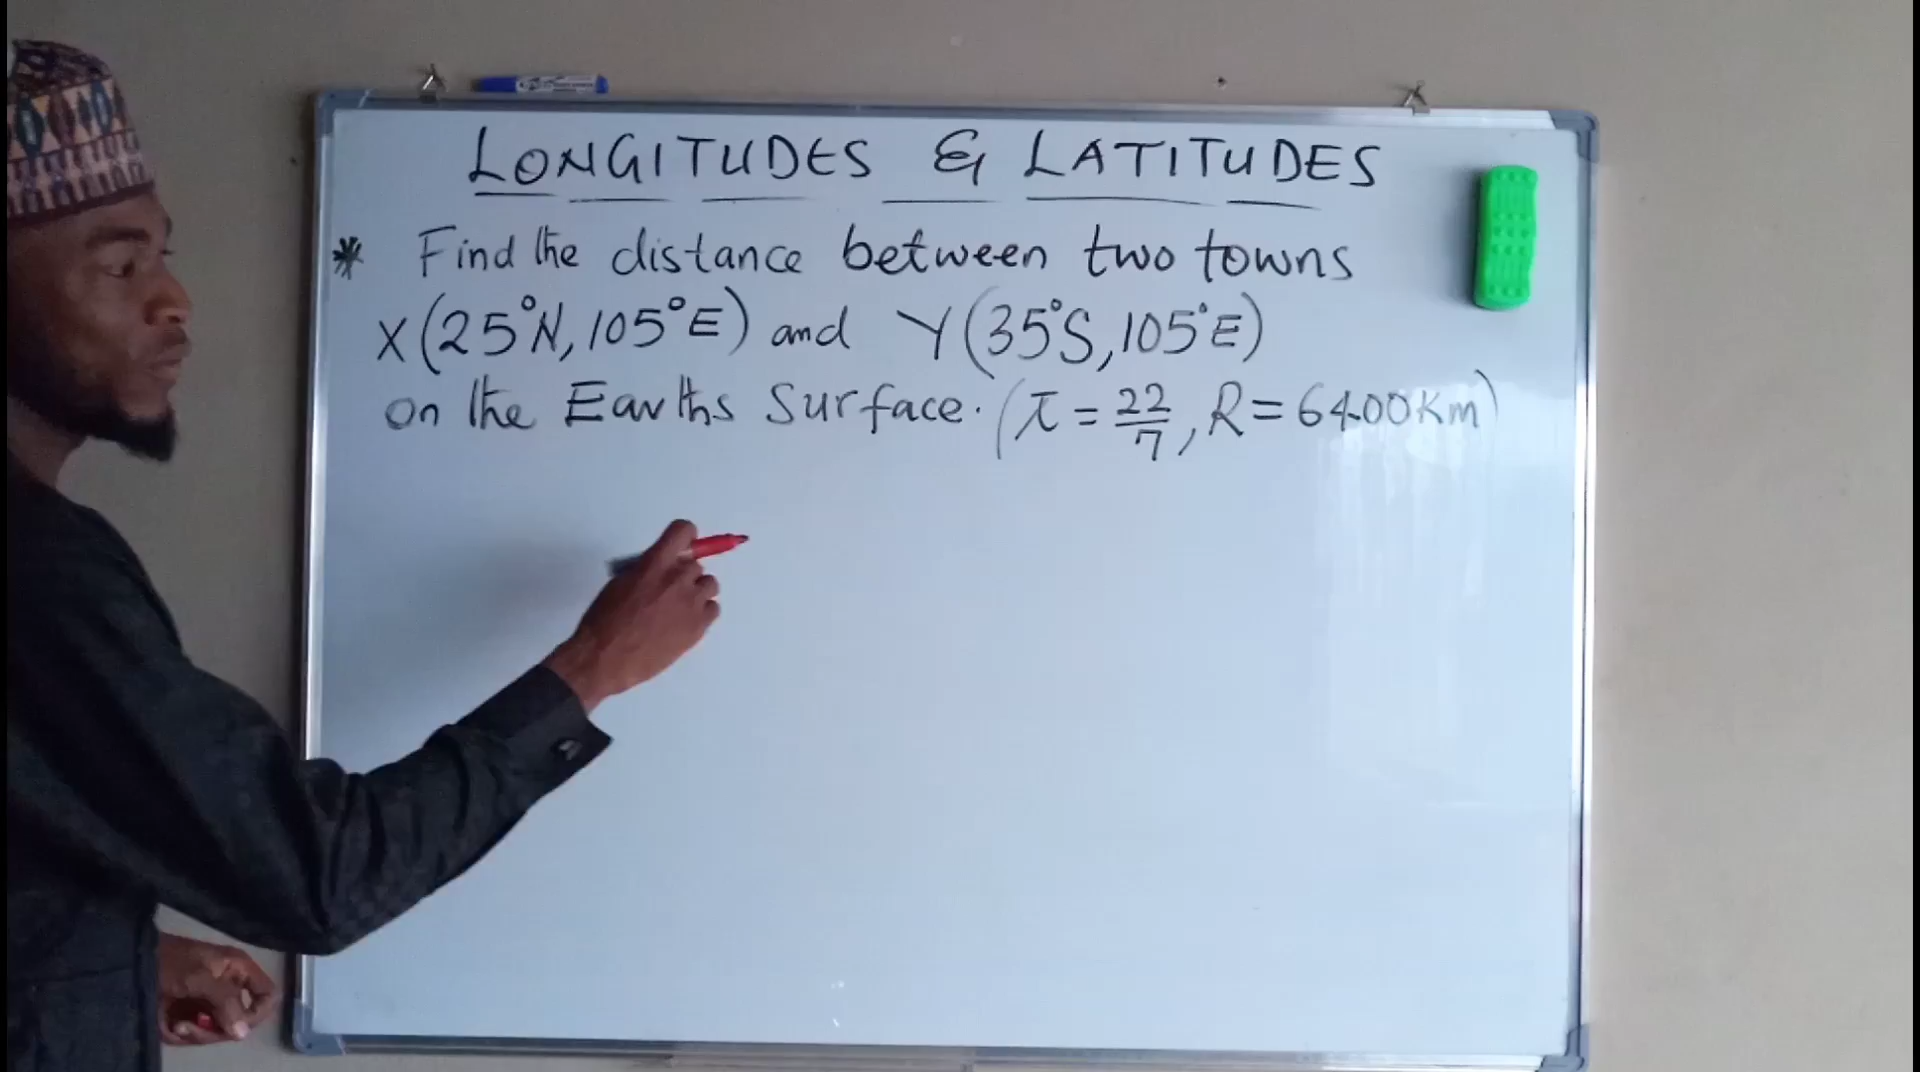 LONGITUDES & LATITUDES
* Find the distance between two towns
X(25°N, 105°E) and Y(35°S, 105°E)
on the Earths Surface. (π = 22/7, R = 6400Km)